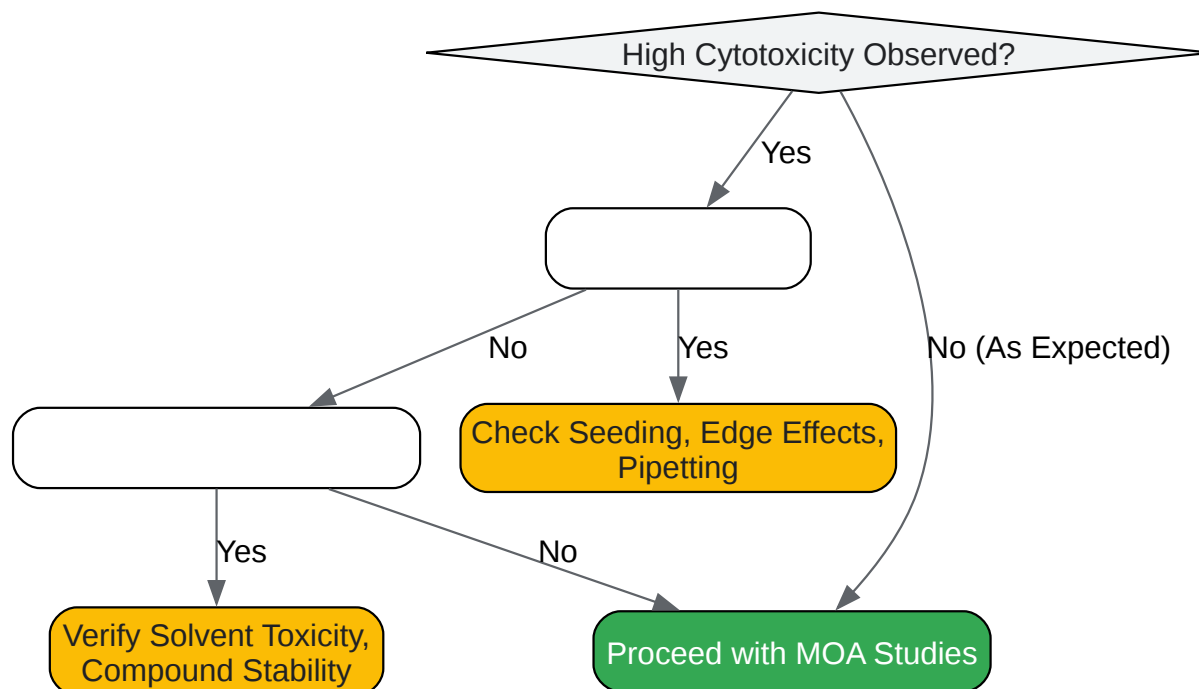 High Cytotoxicity Observed?
Yes
No
Yes
No (As Expected)
Check Seeding, Edge Effects,
Pipetting
Yes
No
Verify Solvent Toxicity,
Compound Stability
Proceed with MOA Studies